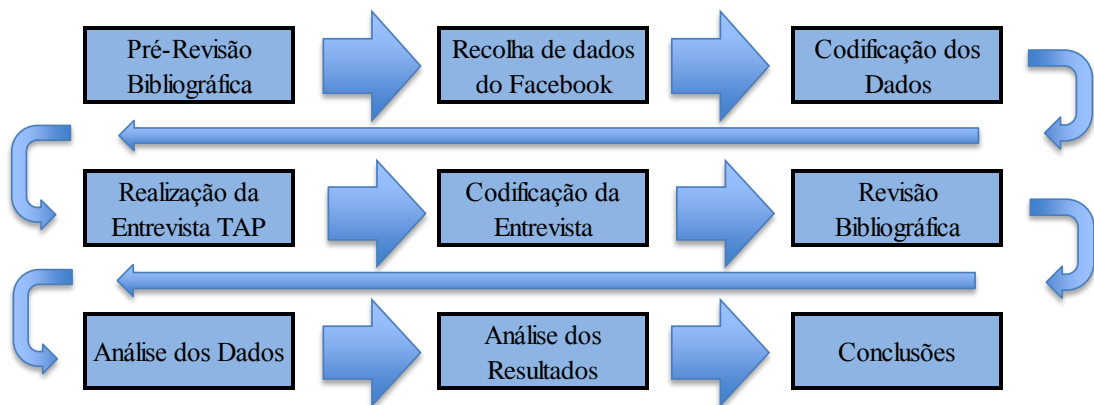 Pré-Revisão
Bibliográfica
Recolha de dados
do Facebook
Codificação dos
Dados
Realização da
Entrevista TAP
Codificação da
Entrevista
Revisão
Bibliográfica
Análise dos Dados
Análise dos
Resultados
Conclusões